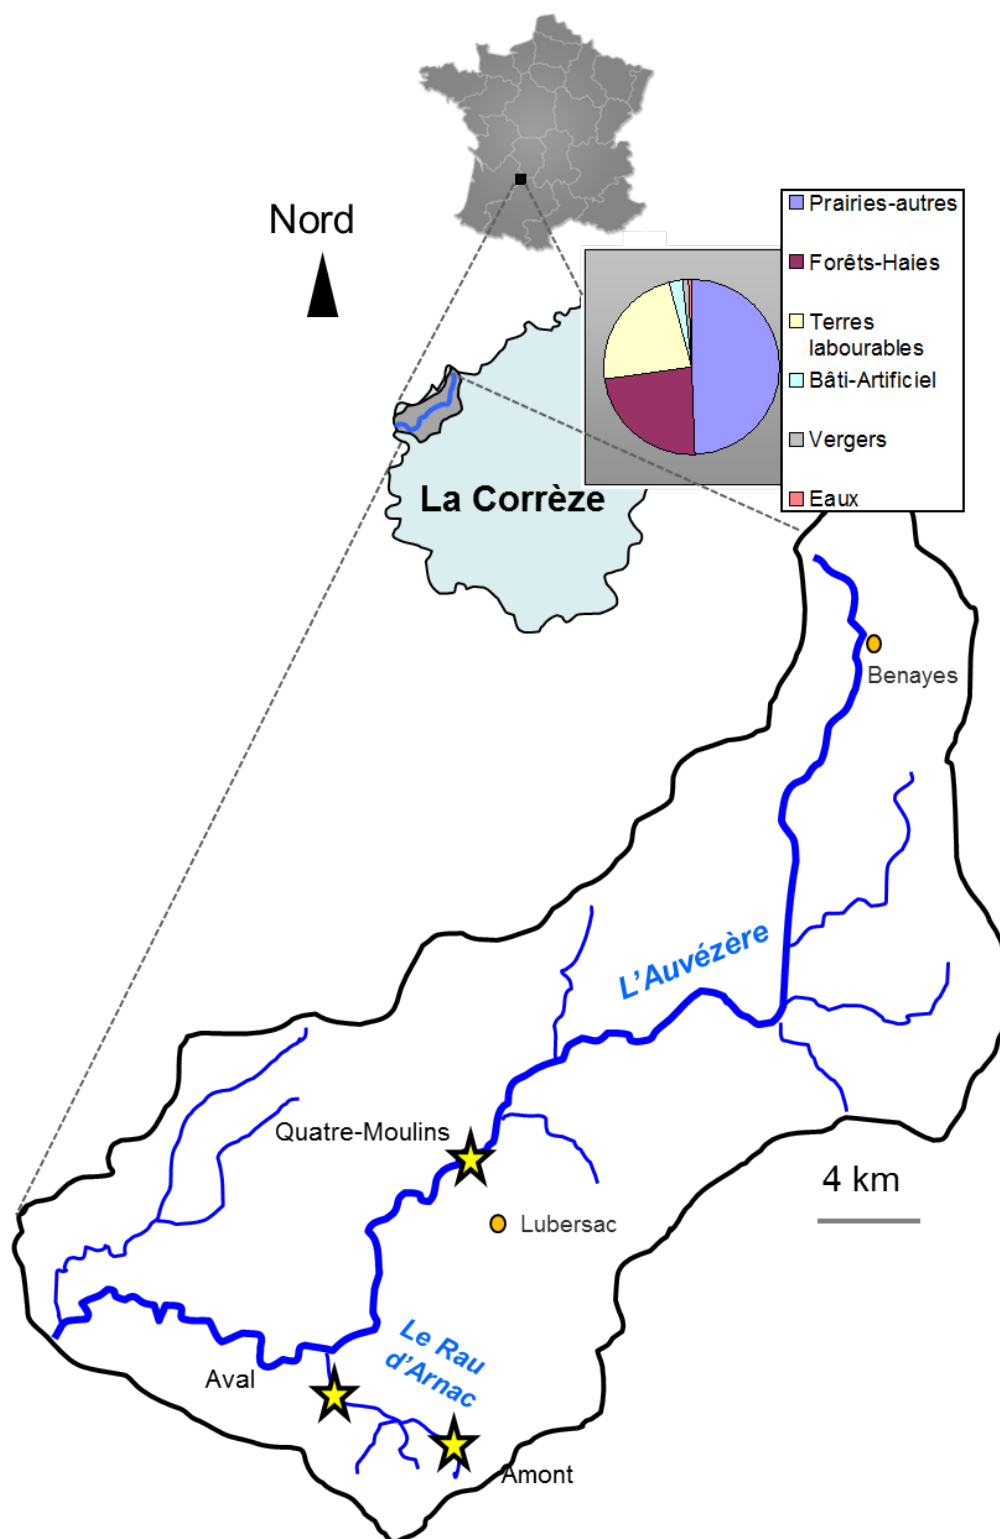 Nord
Prairies-autres
Forêts-Haies
Terres
labourables
Bâti-Artificiel
Vergers
Eaux
La Corrèze
Benayes
L'Auvézère
Quatre-Moulins
4 km
Lubersac
Le Rau
d'Arnac
Aval
Amont